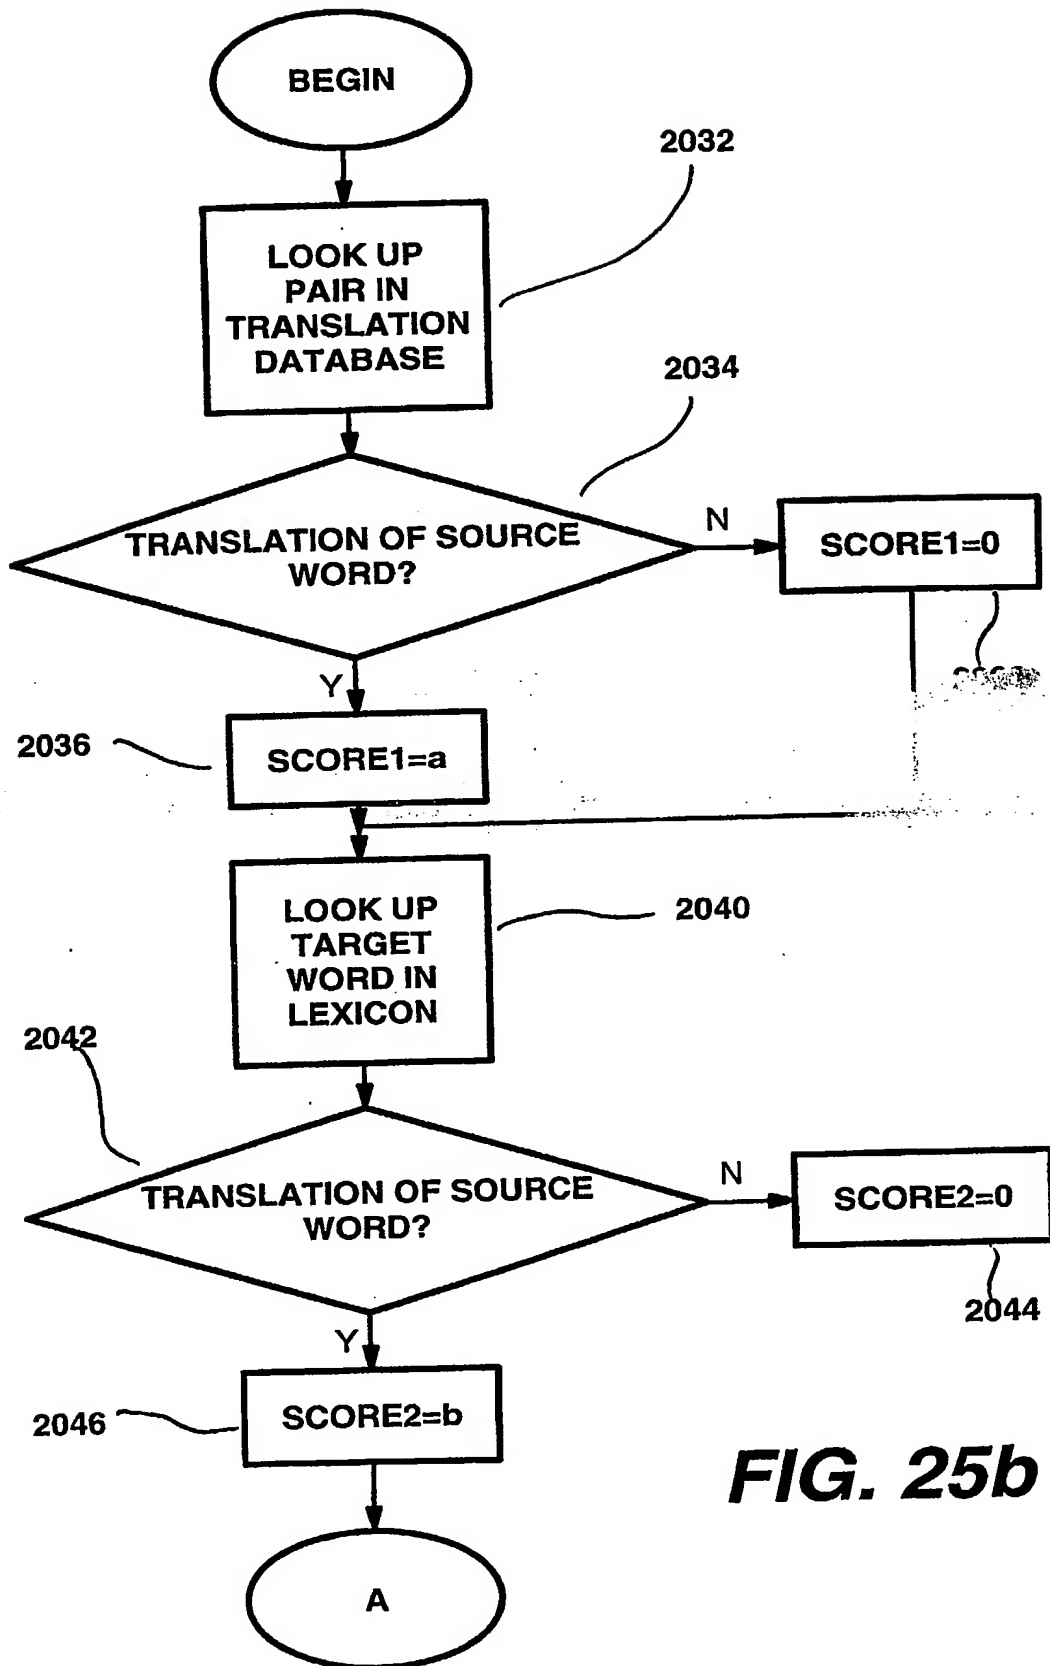 BEGIN
2032
LOOK UP
PAIR IN
TRANSLATION
DATABASE
2034
TRANSLATION OF SOURCE
WORD?
N
SCORE1=0
Y
2036
SCORE1=a
LOOK UP
TARGET
WORD IN
LEXICON
2040
2042
TRANSLATION OF SOURCE
WORD?
N
SCORE2=0
2044
Y
2046
SCORE2=b
FIG. 25b
A